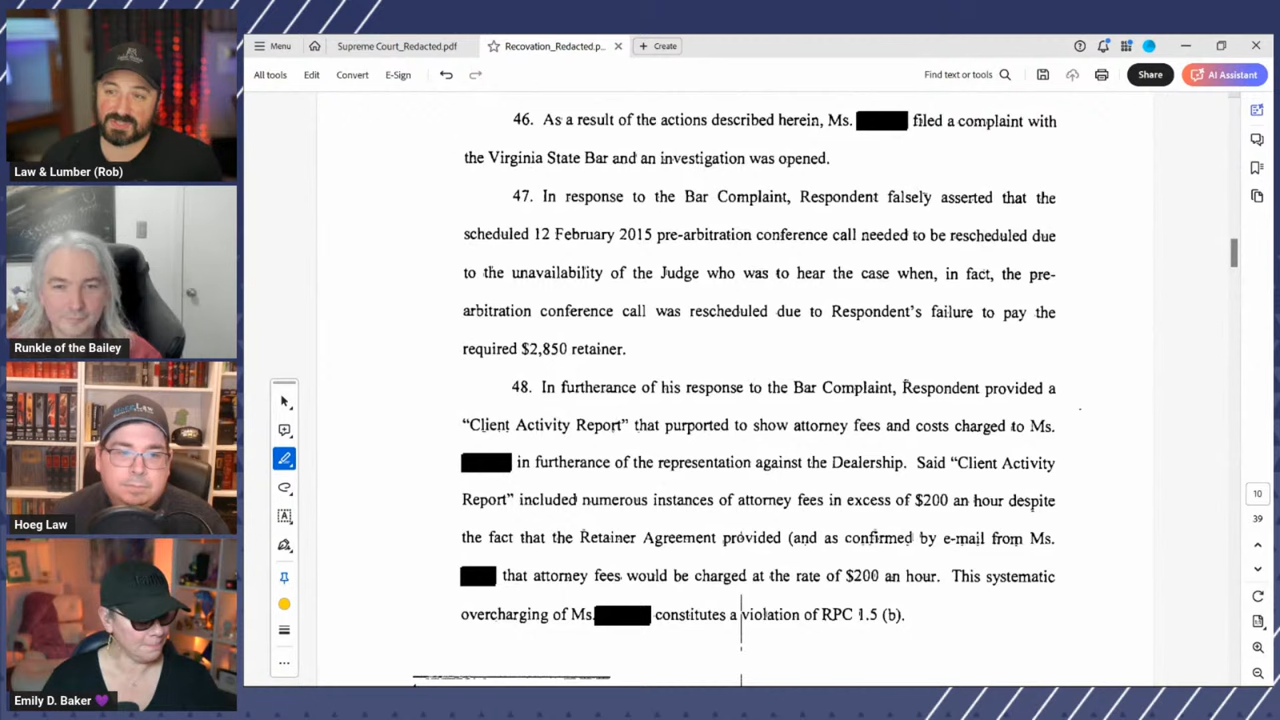 Menu
Supreme Court_Redacted.pdf
Recovation_Redacted.p...
Create
All tools
Edit
Convert
E-Sign
Find text or tools
Share
AI Assistant
46. As a result of the actions described herein, Ms. filed a complaint with
the Virginia State Bar and an investigation was opened.
47. In response to the Bar Complaint, Respondent falsely asserted that the
scheduled 12 February 2015 pre-arbitration conference call needed to be rescheduled due
to the unavailability of the Judge who was to hear the case when, in fact, the pre-
arbitration conference call was rescheduled due to Respondent's failure to pay the
required $2,850 retainer.
48. In furtherance of his response to the Bar Complaint, Respondent provided a
"Client Activity Report" that purported to show attorney fees and costs charged to Ms.
in furtherance of the representation against the Dealership. Said "Client Activity
Report" included numerous instances of attorney fees in excess of $200 an hour despite
the fact that the Retainer Agreement provided (and as confirmed by e-mail from Ms.
that attorney fees would be charged at the rate of $200 an hour. This systematic
overcharging of Ms. constitutes a violation of RPC 1.5 (b).
10
39
Law & Lumber (Rob)
Runkle of the Bailey
Hoeg Law
Emily D. Baker 💜